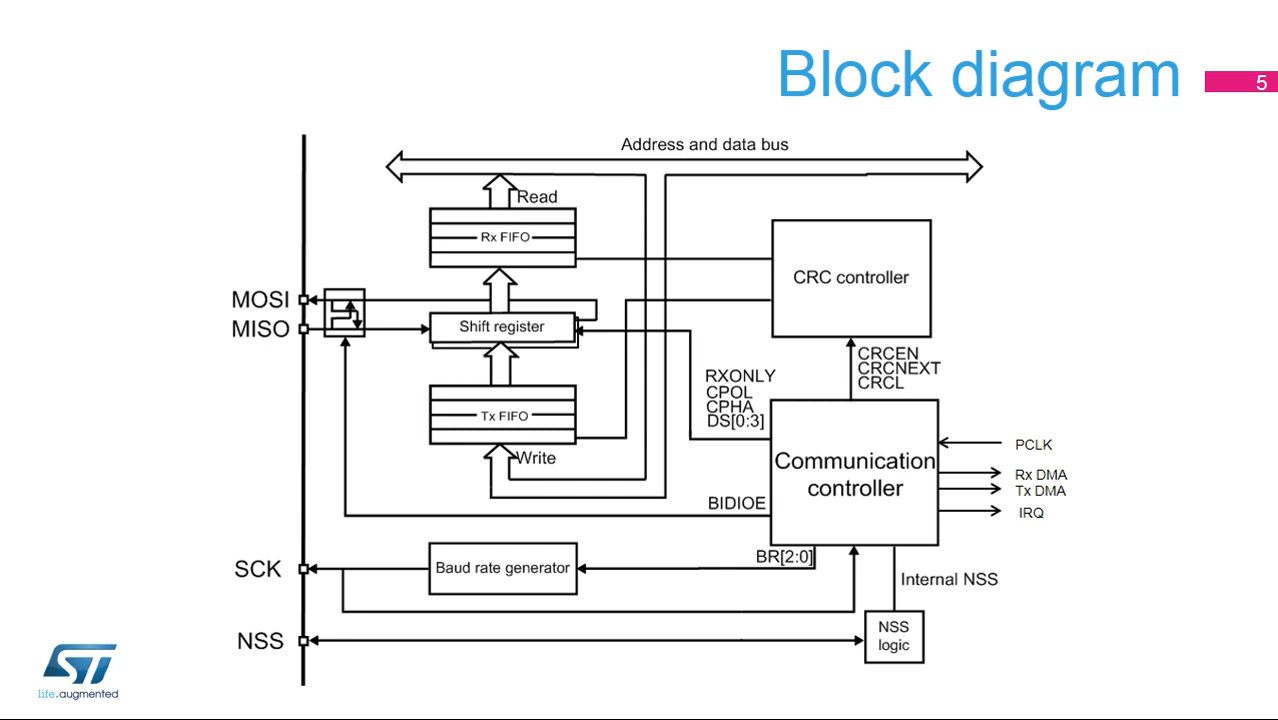 Block diagram
5
Address and data bus
Read
Rx FIFO
CRC controller
MOSI
MISO
Shift register
CRCEN
CRCNEXT
CRCL
RXONLY
CPOL
CPHA
DS[0:3]
Tx FIFO
Write
Communication
controller
PCLK
Rx DMA
Tx DMA
IRQ
BIDIOE
BR[2:0]
SCK
Baud rate generator
Internal NSS
NSS
NSS
logic
ST
life.augmented